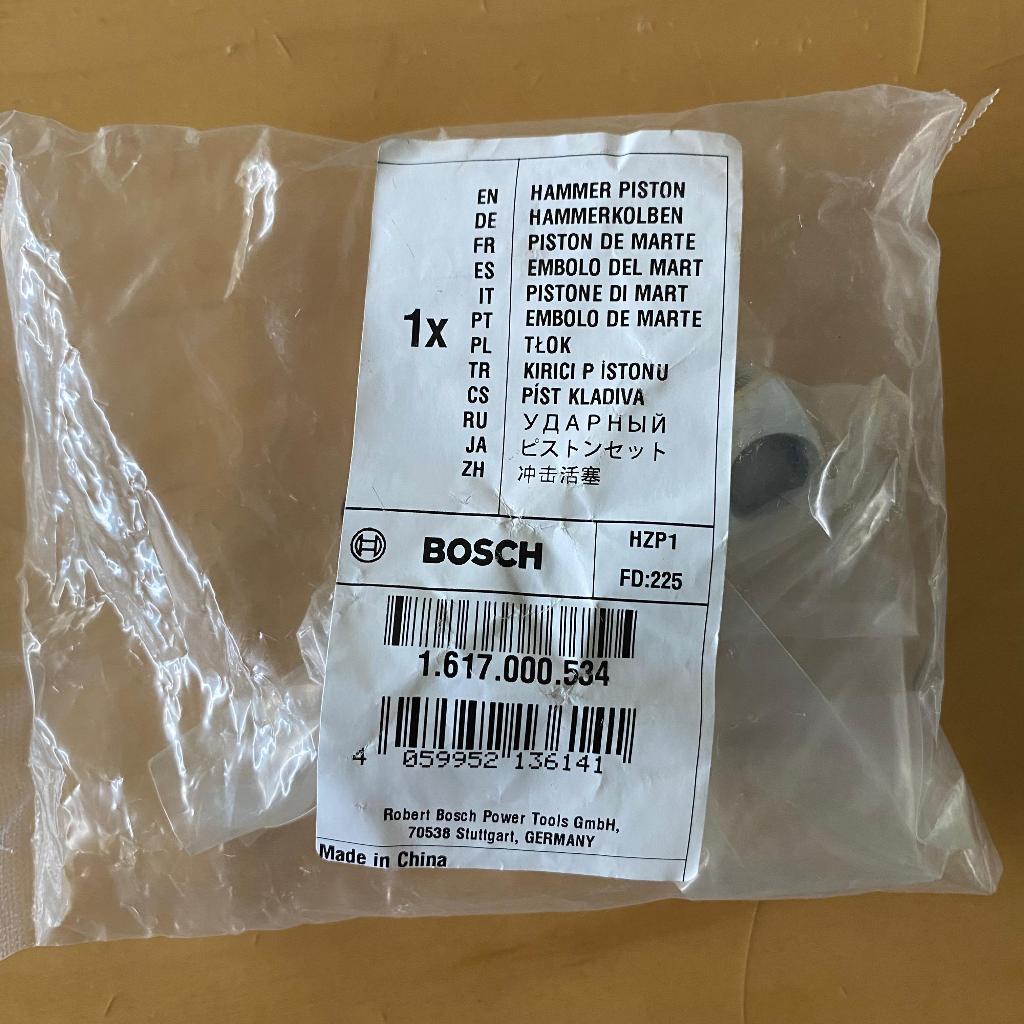 1x
EN HAMMER PISTON
DE HAMMERKOLBEN
FR PISTON DE MARTE
ES EMBOLO DEL MART
IT PISTONE DI MART
PT EMBOLO DE MARTE
PL TŁOK
TR KIRICI P İSTONU
CS PÍST KLADIVA
RU УДАРНЫЙ
JA ピストンセット
ZH 冲击活塞
BOSCH
HZP1
FD:225
1.617.000.534
4 059952 136141
Robert Bosch Power Tools GmbH,
70538 Stuttgart, GERMANY
Made in China